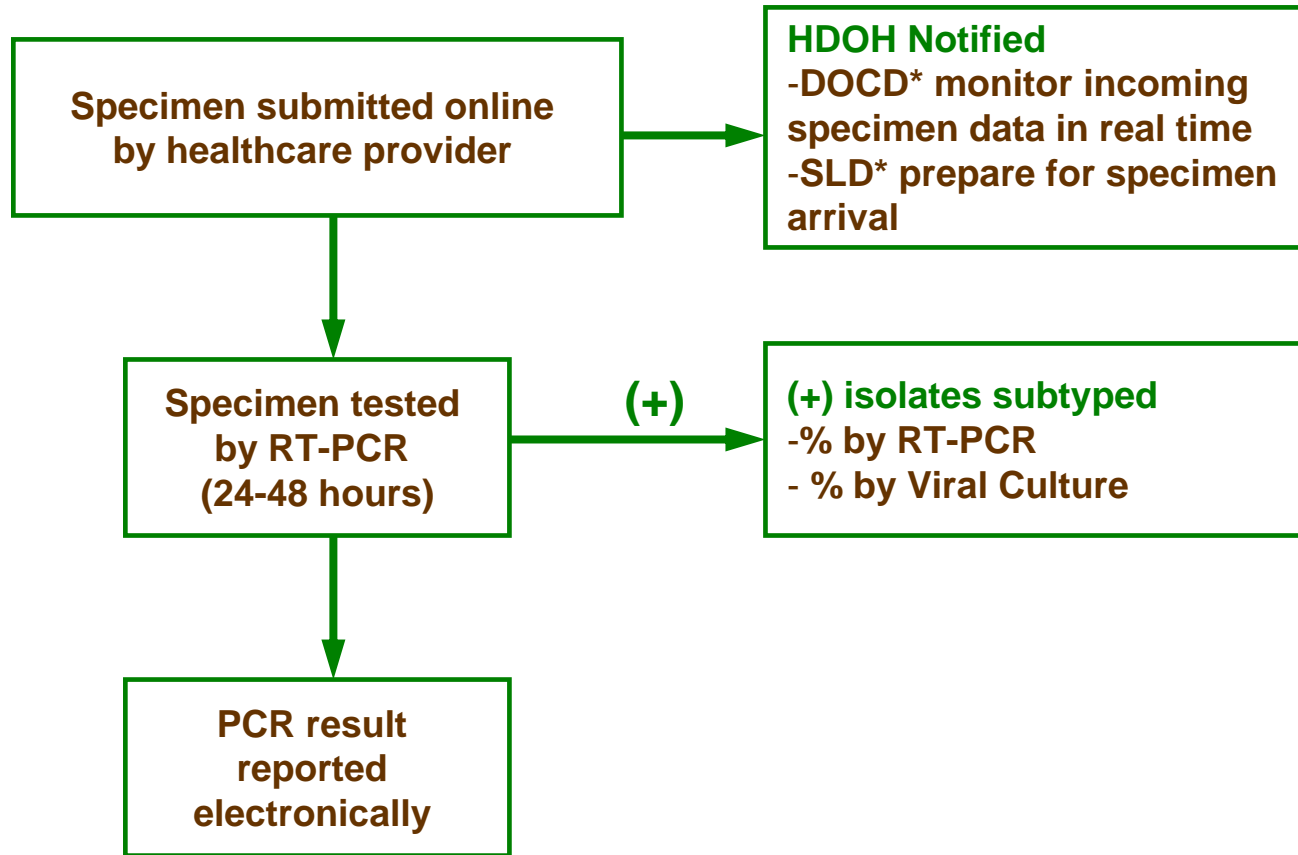 Specimen submitted online
by healthcare provider
HDOH Notified
-DOCD* monitor incoming
specimen data in real time
-SLD* prepare for specimen
arrival
Specimen tested
by RT-PCR
(24-48 hours)
(+)
(+) isolates subtyped
-% by RT-PCR
- % by Viral Culture
PCR result
reported
electronically